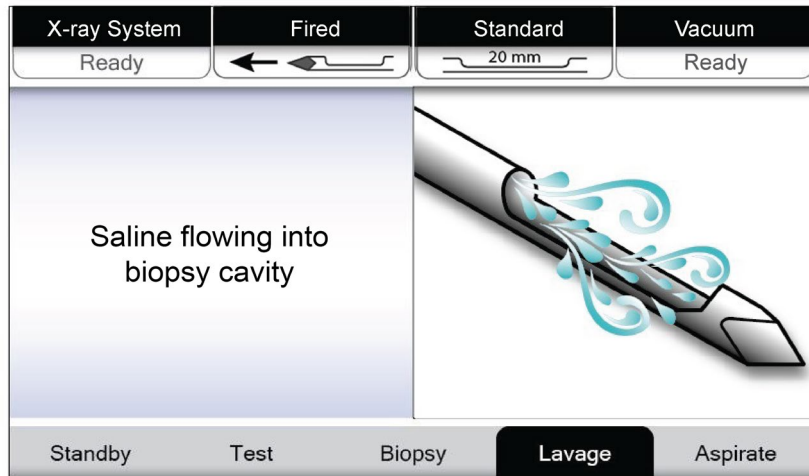 X-ray System
Fired
Standard
Vacuum
Ready
20 mm
Ready
Saline flowing into
biopsy cavity
Standby
Test
Biopsy
Lavage
Aspirate